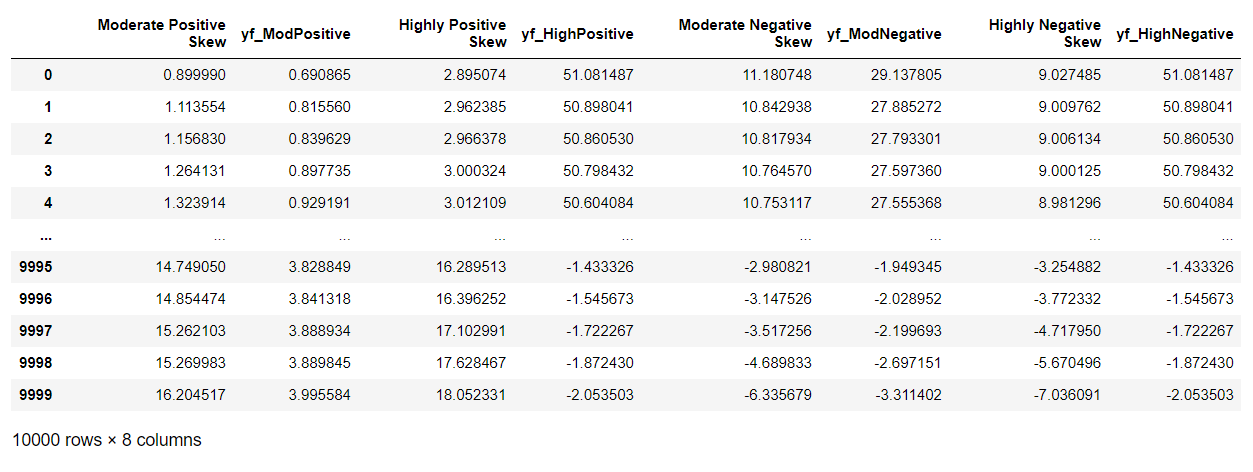 Moderate Positive Skew yf_ModPositive Highly Positive Skew yf_HighPositive Moderate Negative Skew yf_ModNegative Highly Negative Skew yf_HighNegative
0 0.899990 0.690865 2.895074 51.081487 11.180748 29.137805 9.027485 51.081487
1 1.113554 0.815560 2.962385 50.898041 10.842938 27.885272 9.009762 50.898041
2 1.156830 0.839629 2.966378 50.860530 10.817934 27.793301 9.006134 50.860530
3 1.264131 0.897735 3.000324 50.798432 10.764570 27.597360 9.000125 50.798432
4 1.323914 0.929191 3.012109 50.604084 10.753117 27.555368 8.981296 50.604084
... ... ... ... ... ... ... ... ...
9995 14.749050 3.828849 16.289513 -1.433326 -2.980821 -1.949345 -3.254882 -1.433326
9996 14.854474 3.841318 16.396252 -1.545673 -3.147526 -2.028952 -3.772332 -1.545673
9997 15.262103 3.888934 17.102991 -1.722267 -3.517256 -2.199693 -4.717950 -1.722267
9998 15.269983 3.889845 17.628467 -1.872430 -4.689833 -2.697151 -5.670496 -1.872430
9999 16.204517 3.995584 18.052331 -2.053503 -6.335679 -3.311402 -7.036091 -2.053503
10000 rows × 8 columns